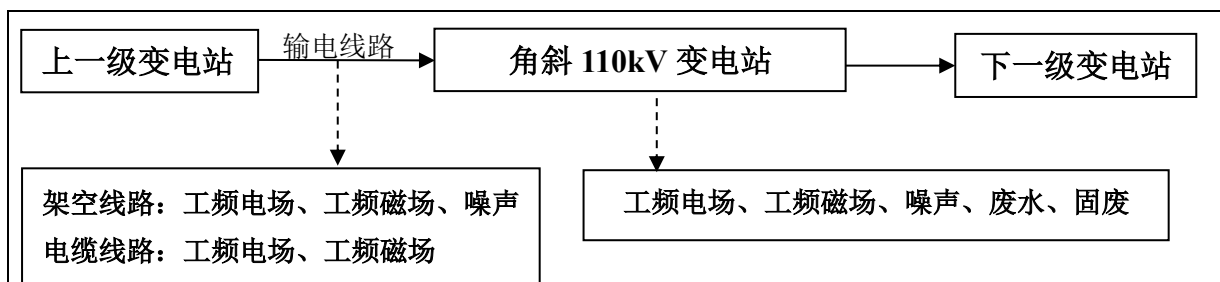 上一级变电站
输电线路
角斜 110kV 变电站
下一级变电站
架空线路：工频电场、工频磁场、噪声
电缆线路：工频电场、工频磁场
工频电场、工频磁场、噪声、废水、固废